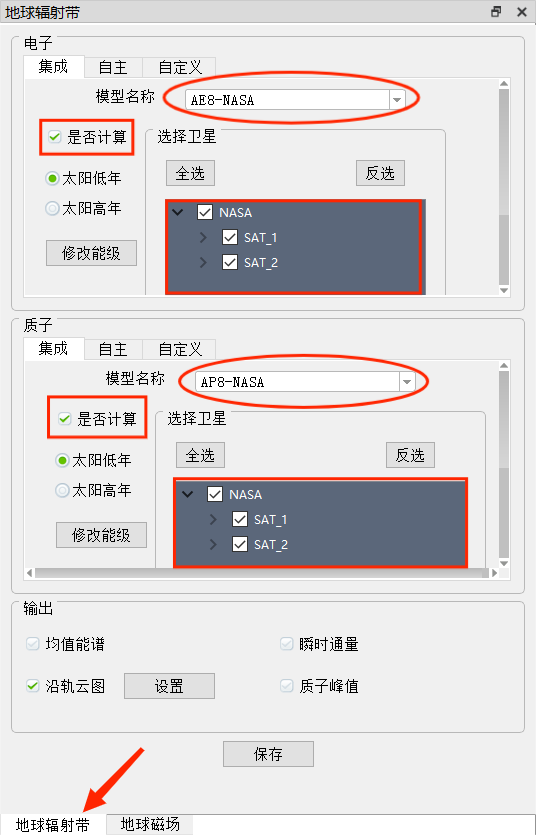 地球辐射带
电子
集成 自主 自定义
模型名称 AE8-NASA
是否计算 选择卫星
全选 反选
太阳低年
太阳高年
NASA
SAT_1
SAT_2
修改能级
质子
集成 自主 自定义
模型名称 AP8-NASA
是否计算 选择卫星
全选 反选
太阳低年
太阳高年
NASA
SAT_1
SAT_2
修改能级
输出
均值能谱 瞬时通量
沿轨云图 设置 质子峰值
保存
地球辐射带 地球磁场